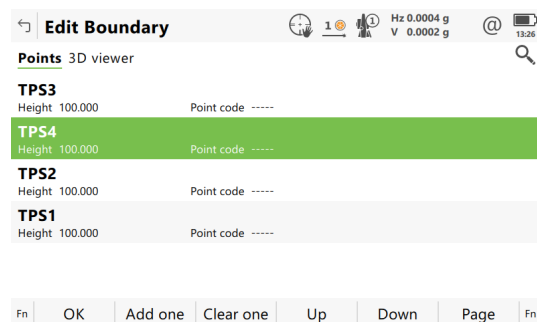 Edit Boundary 1 1 Hz 0.0004 g @
V 0.0002 g 13:26
Points 3D viewer
TPS3
Height 100.000 Point code -----
TPS4
Height 100.000 Point code -----
TPS2
Height 100.000 Point code -----
TPS1
Height 100.000 Point code -----
Fn OK Add one Clear one Up Down Page Fn